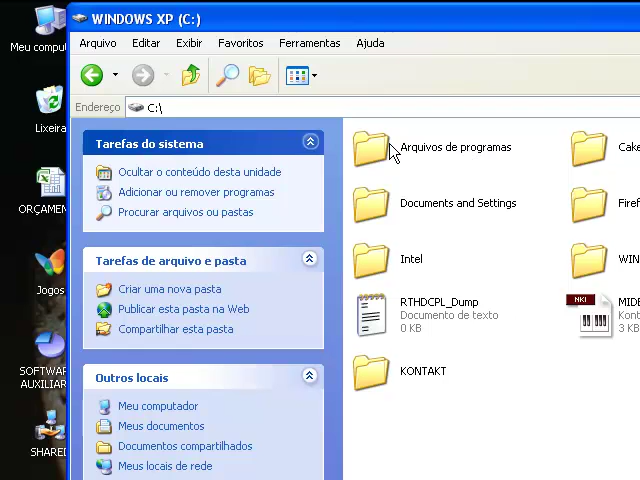 WINDOWS XP (C:)
Arquivo Editar Exibir Favoritos Ferramentas Ajuda
Endereço C:\
Meu compu
Lixeira
ORÇAMEN
Jogos
SOFTWAR
AUXILIAR
SHARED
Tarefas do sistema
Ocultar o conteúdo desta unidade
Adicionar ou remover programas
Procurar arquivos ou pastas
Tarefas de arquivo e pasta
Criar uma nova pasta
Publicar esta pasta na Web
Compartilhar esta pasta
Outros locais
Meu computador
Meus documentos
Documentos compartilhados
Meus locais de rede
Arquivos de programas
Documents and Settings
Intel
RTHDCPL_Dump
Documento de texto
0 KB
KONTAKT
Cake
Firef
WIN
NKI
MIDE
Kont
3 KB